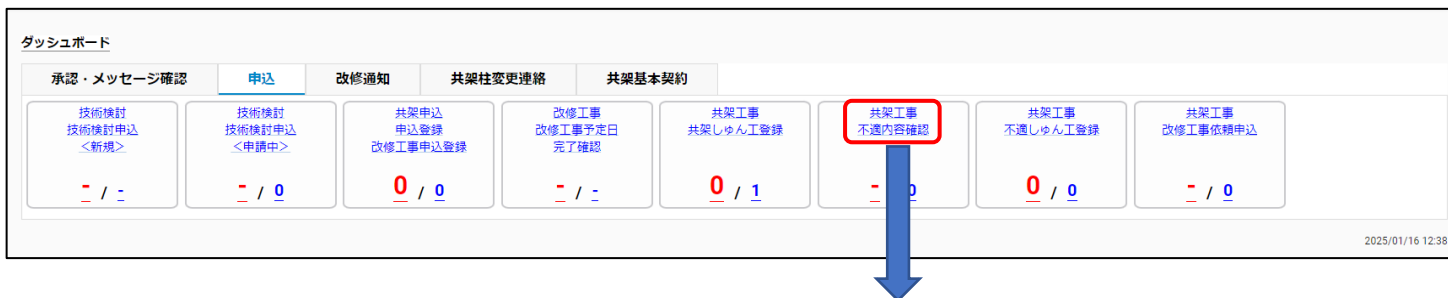 ダッシュボード
承認・メッセージ確認 申込 改修通知 共架柱変更連絡 共架基本契約
技術検討 技術検討 共架申込 改修工事 共架工事 共架工事 共架工事 共架工事
技術検討申込 技術検討申込 申込登録 改修工事予定日 共架しゅん工登録 不適内容確認 不適しゅん工登録 改修工事依頼申込
<新規> <申請中> 改修工事申込登録 完了確認
- / - - / 0 0 / 0 - / - 0 / 1 - 0 0 / 0 - / 0
2025/01/16 12:38